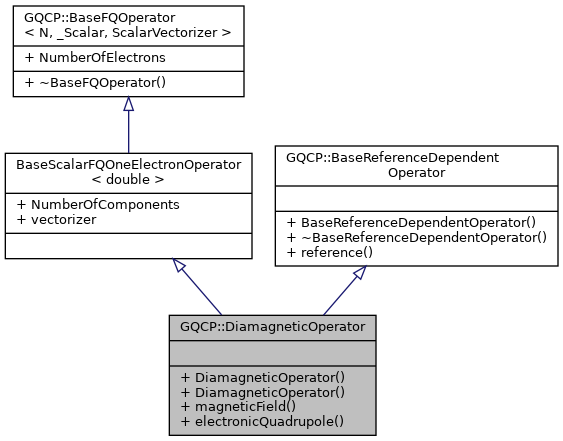 GQCP::BaseFQOperator
< N, _Scalar, ScalarVectorizer >
+ NumberOfElectrons
+ ~BaseFQOperator()
BaseScalarFQOneElectronOperator
< double >
+ NumberOfComponents
+ vectorizer
GQCP::BaseReferenceDependent
Operator
+ BaseReferenceDependentOperator()
+ ~BaseReferenceDependentOperator()
+ reference()
GQCP::DiamagneticOperator
+ DiamagneticOperator()
+ DiamagneticOperator()
+ magneticField()
+ electronicQuadrupole()